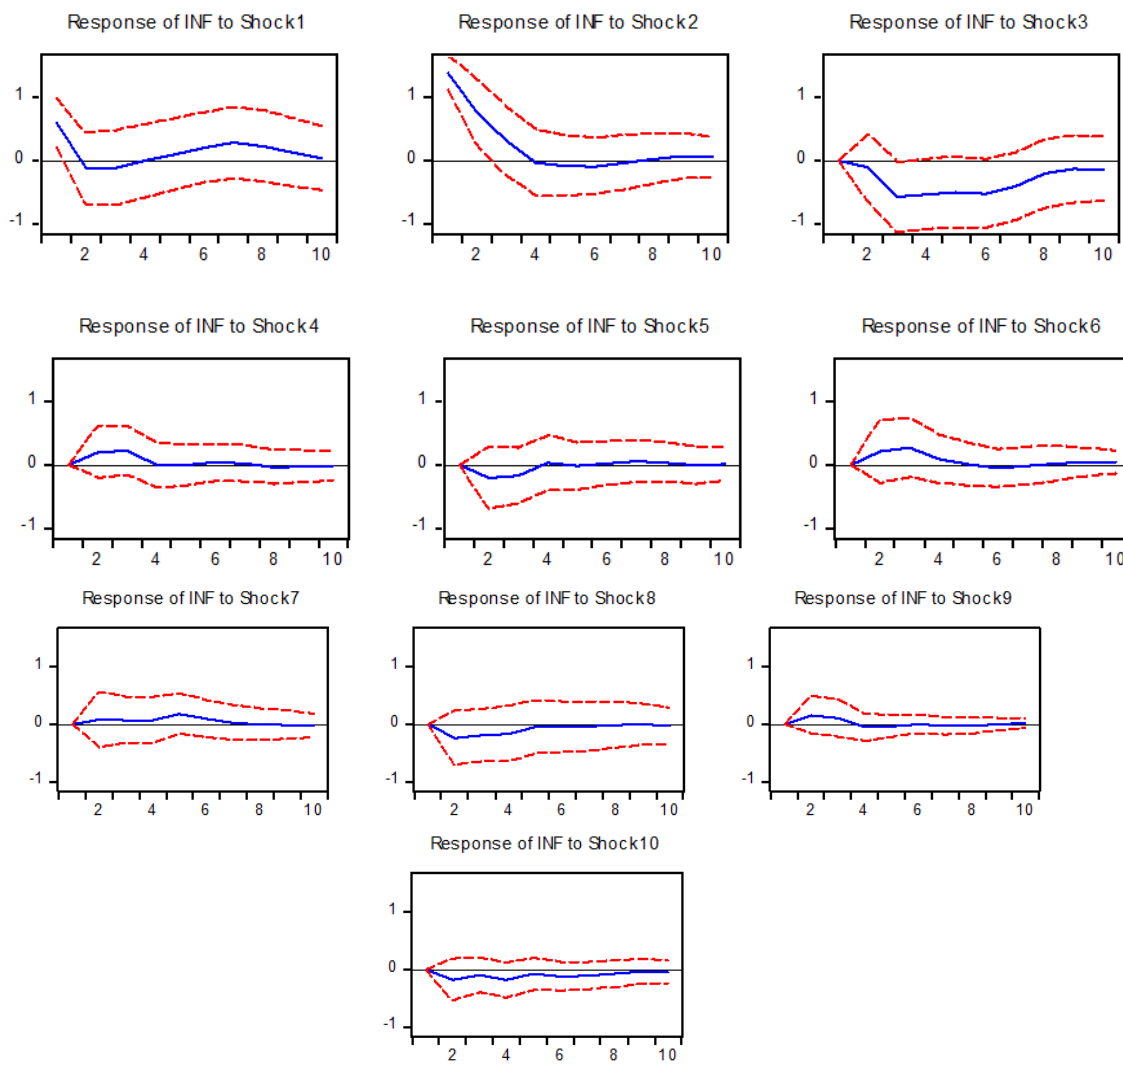 Response of INF to Shock1
Response of INF to Shock2
Response of INF to Shock3
1
0
-1
2 4 6 8 10
1
0
-1
2 4 6 8 10
1
0
-1
2 4 6 8 10
Response of INF to Shock4
Response of INF to Shock5
Response of INF to Shock6
1
0
-1
2 4 6 8 10
1
0
-1
2 4 6 8 10
1
0
-1
2 4 6 8 10
Response of INF to Shock7
Response of INF to Shock8
Response of INF to Shock9
1
0
-1
2 4 6 8 10
1
0
-1
2 4 6 8 10
1
0
-1
2 4 6 8 10
Response of INF to Shock10
1
0
-1
2 4 6 8 10